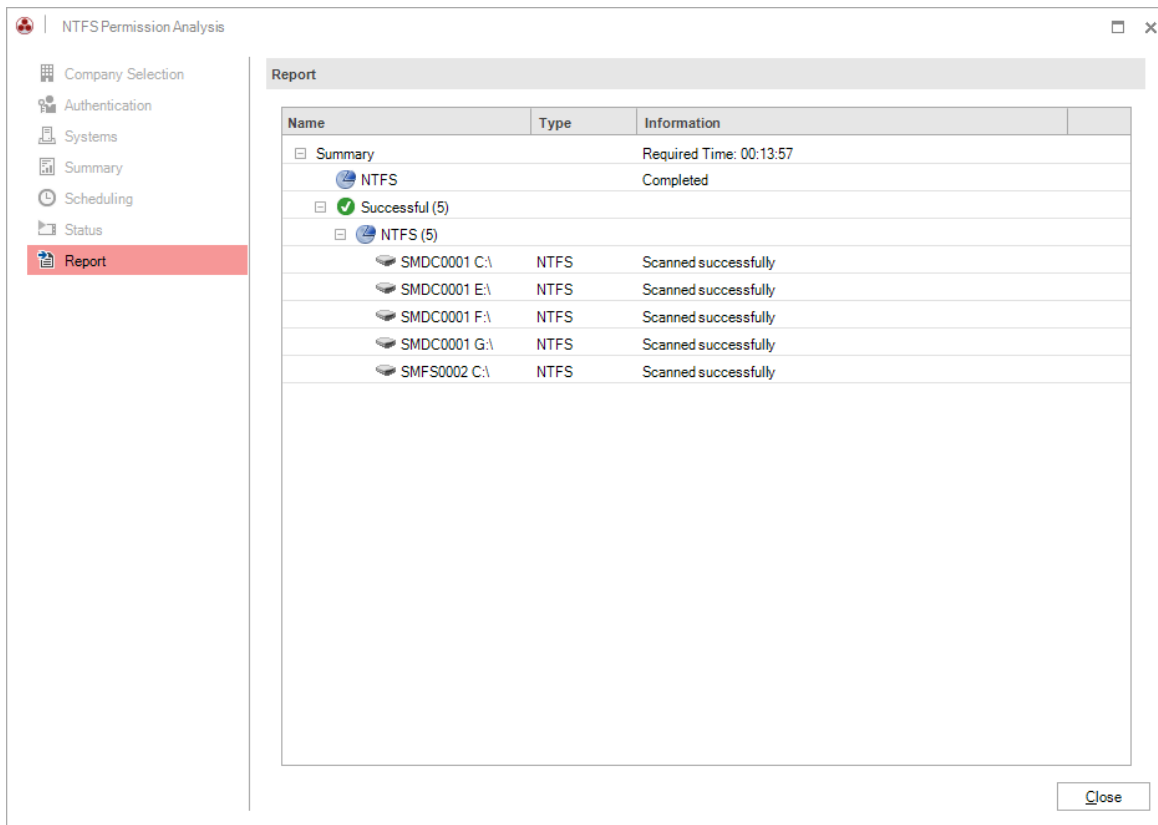 NTFS Permission Analysis
Company Selection
Authentication
Systems
Summary
Scheduling
Status
Report
Report
Name Type Information
Summary Required Time: 00:13:57
NTFS Completed
Successful (5)
NTFS (5)
SMDC0001 C:\ NTFS Scanned successfully
SMDC0001 E:\ NTFS Scanned successfully
SMDC0001 F:\ NTFS Scanned successfully
SMDC0001 G:\ NTFS Scanned successfully
SMFS0002 C:\ NTFS Scanned successfully
Close